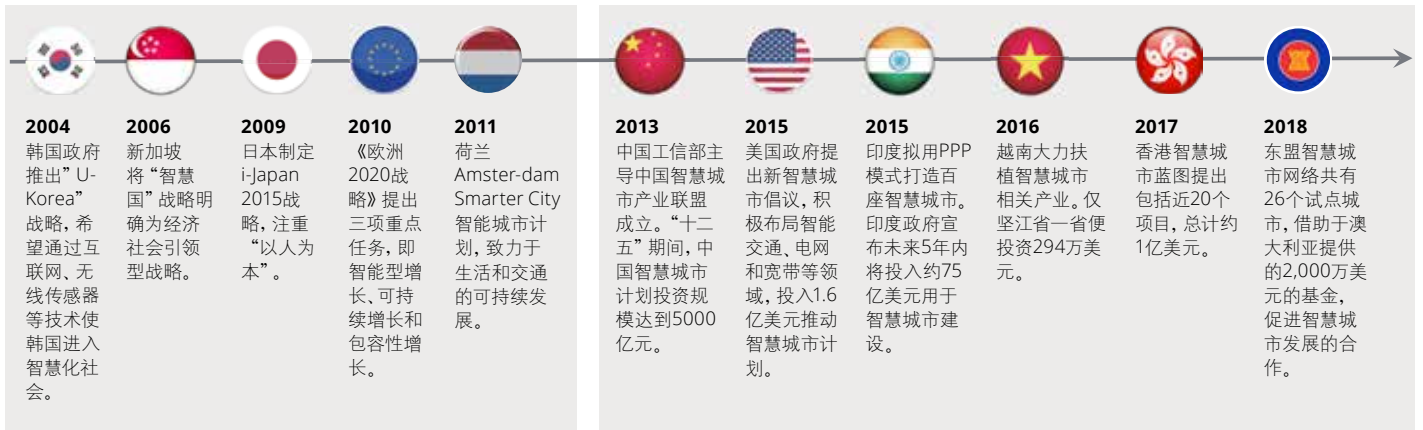 2004
韩国政府
推出” U-
Korea”
战略, 希
望通过互
联网、无
线传感器
等技术使
韩国进入
智慧化社
会。
2006
新加坡
将 “智慧
国” 战略明
确为经济
社会引领
型战略。
2009
日本制定
i-Japan
2015战
略, 注重
“以人为
本” 。
2010
《欧洲
2020战
略》提出
三项重点
任务, 即
智能型增
长、可持
续增长和
包容性增
长。
2011
荷兰
Amster-dam
Smarter City
智能城市计
划, 致力于
生活和交通
的可持续发
展。
2013
中国工信部主
导中国智慧城
市产业联盟
成立。“十二
五” 期间, 中
国智慧城市
计划投资规
模达到5000
亿元。
2015
美国政府提
出新智慧城
市倡议, 积
极布局智能
交通、电网
和宽带等领
域, 投入1.6
亿美元推动
智慧城市计
划。
2015
印度拟用PPP
模式打造百
座智慧城市。
印度政府宣
布未来5年内
将投入约75
亿美元用于
智慧城市建
设。
2016
越南大力扶
植智慧城市
相关产业。仅
坚江省一省便
投资294万美
元。
2017
香港智慧城
市蓝图提出
包括近20个
项目, 总计约
1亿美元。
2018
东盟智慧城
市网络共有
26个试点城
市, 借助于澳
大利亚提供
的2,000万美
元的基金,
促进智慧城
市发展的合
作。